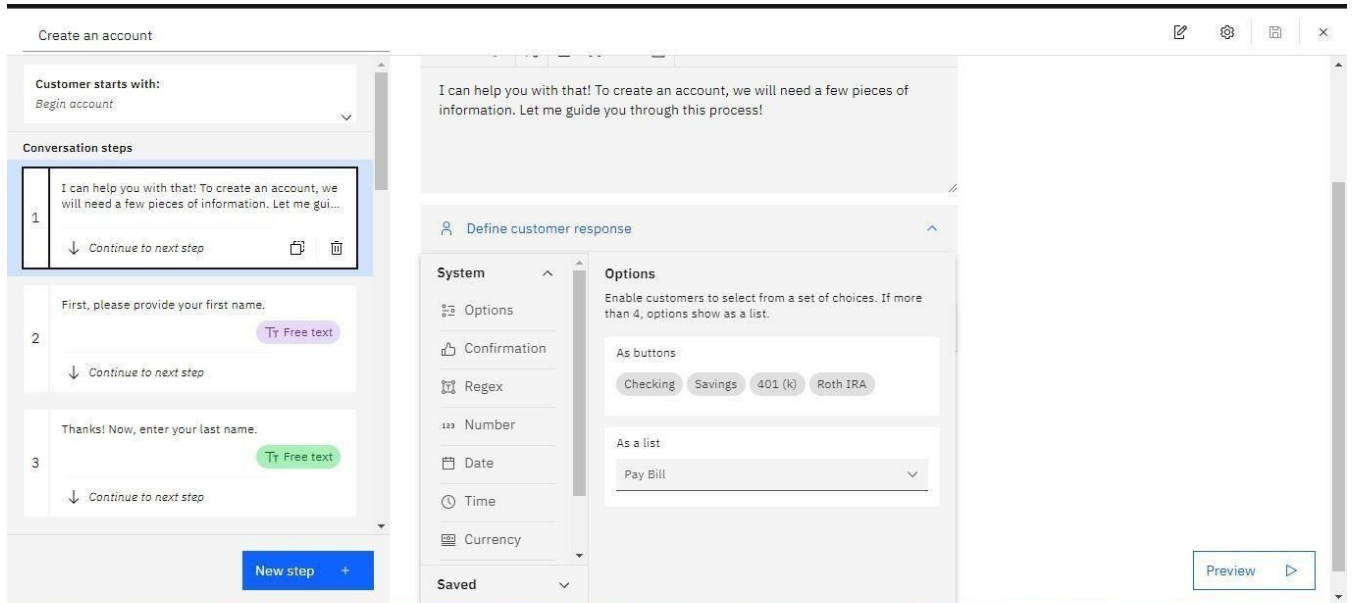 Create an account
Customer starts with:
Begin account
Conversation steps
1
I can help you with that! To create an account, we
will need a few pieces of information. Let me gui...
Continue to next step
2
First, please provide your first name.
Tт Free text
Continue to next step
3
Thanks! Now, enter your last name.
Tт Free text
Continue to next step
New step +
I can help you with that! To create an account, we will need a few pieces of
information. Let me guide you through this process!
Define customer response
System
Options
Confirmation
Regex
123 Number
Date
Time
Currency
Saved
Options
Enable customers to select from a set of choices. If more
than 4, options show as a list.
As buttons
Checking Savings 401 (k) Roth IRA
As a list
Pay Bill
Preview